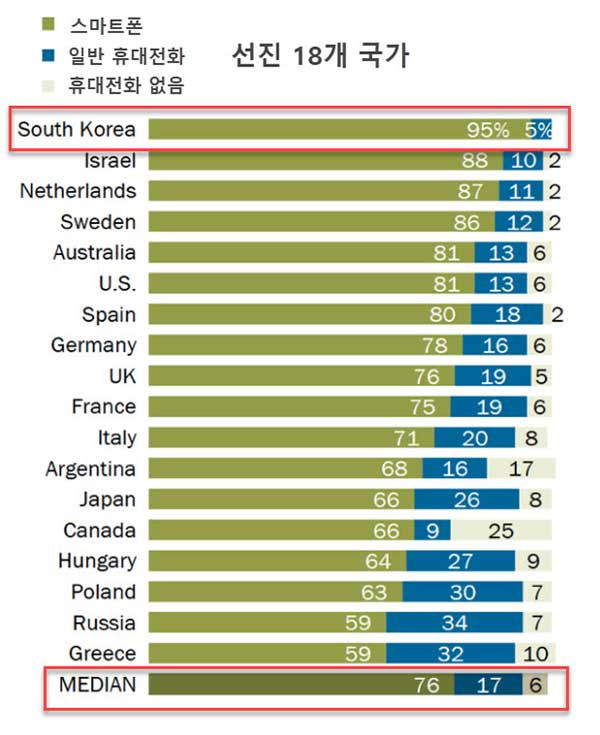 스마트폰
일반 휴대전화
휴대전화 없음
선진 18개 국가
South Korea 95% 5%
Israel 88 10 2
Netherlands 87 11 2
Sweden 86 12 2
Australia 81 13 6
U.S. 81 13 6
Spain 80 18 2
Germany 78 16 6
UK 76 19 5
France 75 19 6
Italy 71 20 8
Argentina 68 16 17
Japan 66 26 8
Canada 66 9 25
Hungary 64 27 9
Poland 63 30 7
Russia 59 34 7
Greece 59 32 10
MEDIAN 76 17 6